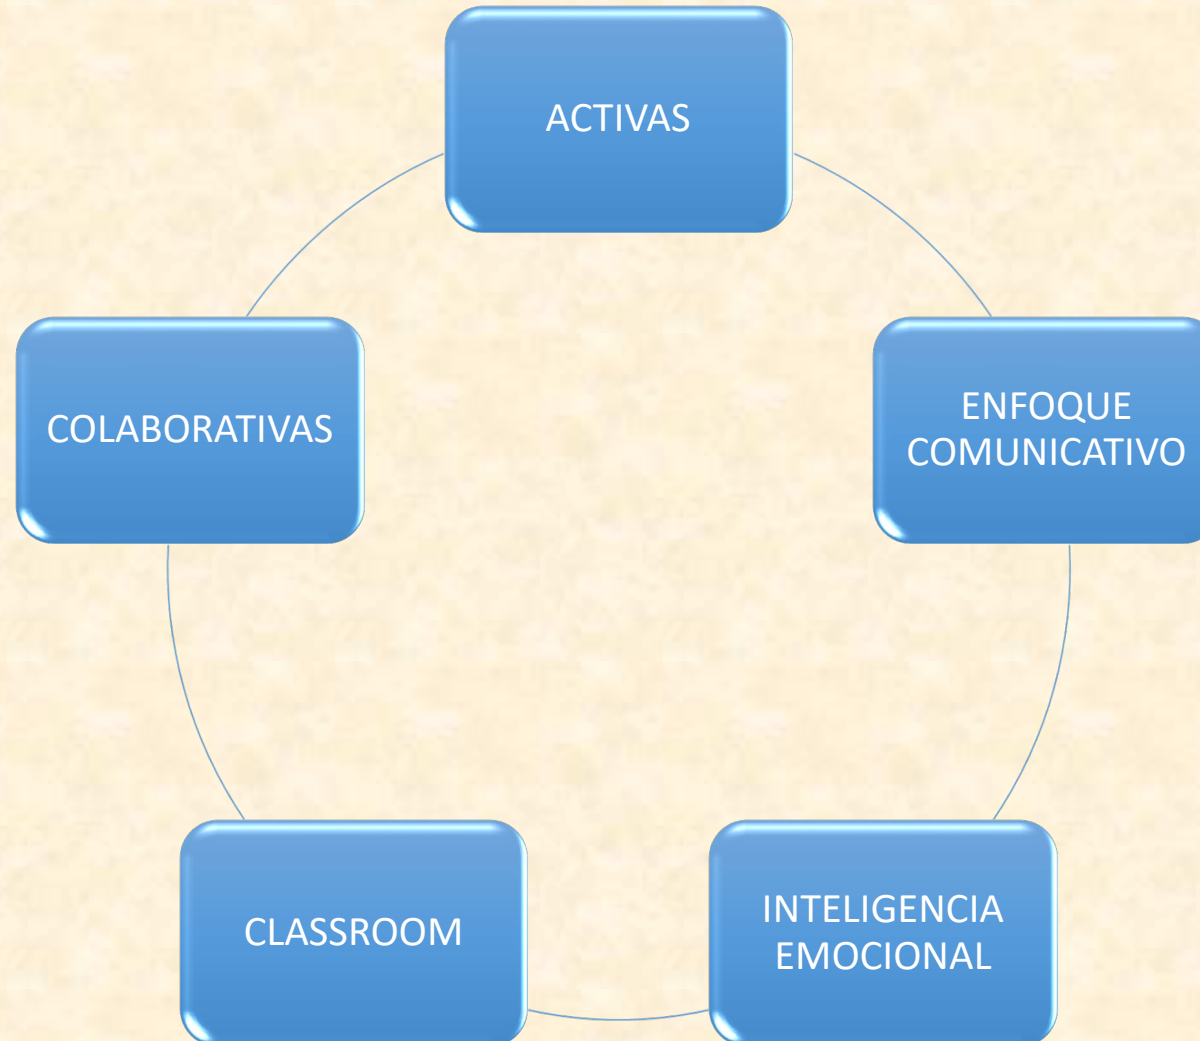 ACTIVAS
COLABORATIVAS
ENFOQUE
COMUNICATIVO
CLASSROOM
INTELIGENCIA
EMOCIONAL